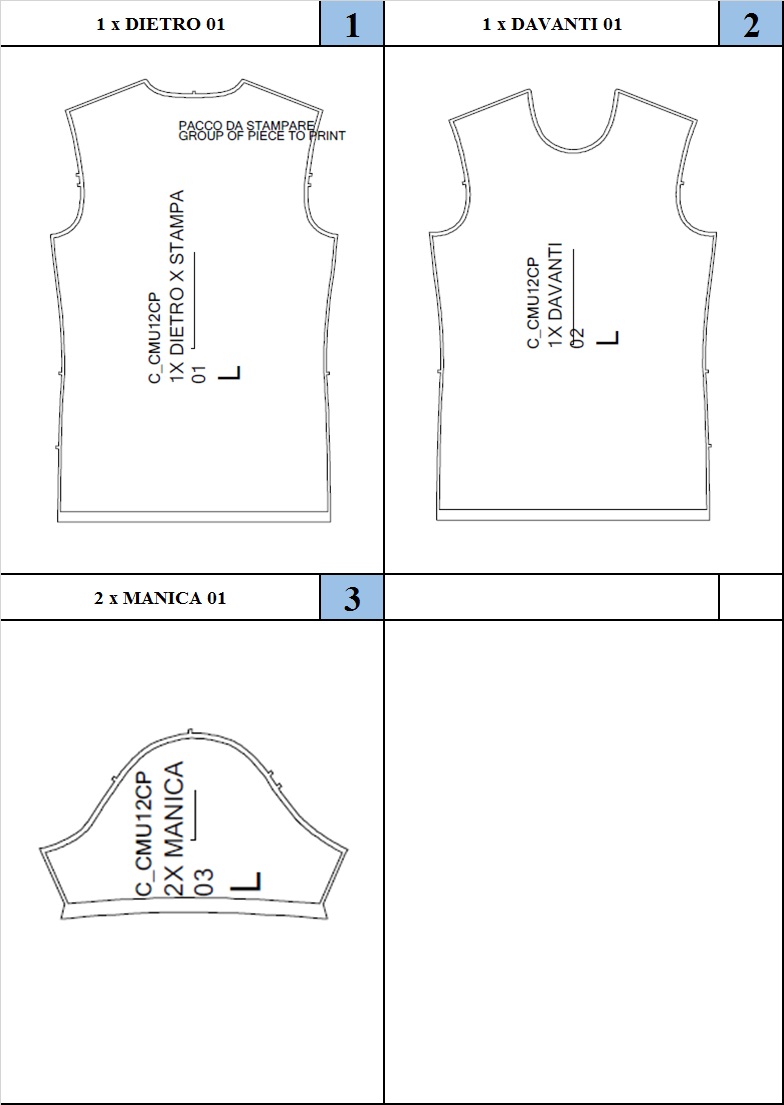 1 x DIETRO 01
1
1 x DAVANTI 01
2
PACCO DA STAMPARE
GROUP OF PIECE TO PRINT
C_CMU12CP
1X DIETRO X STAMPA
01
L
C_CMU12CP
1X DAVANTI
02
L
2 x MANICA 01
3
C_CMU12CP
2X MANICA
03
L